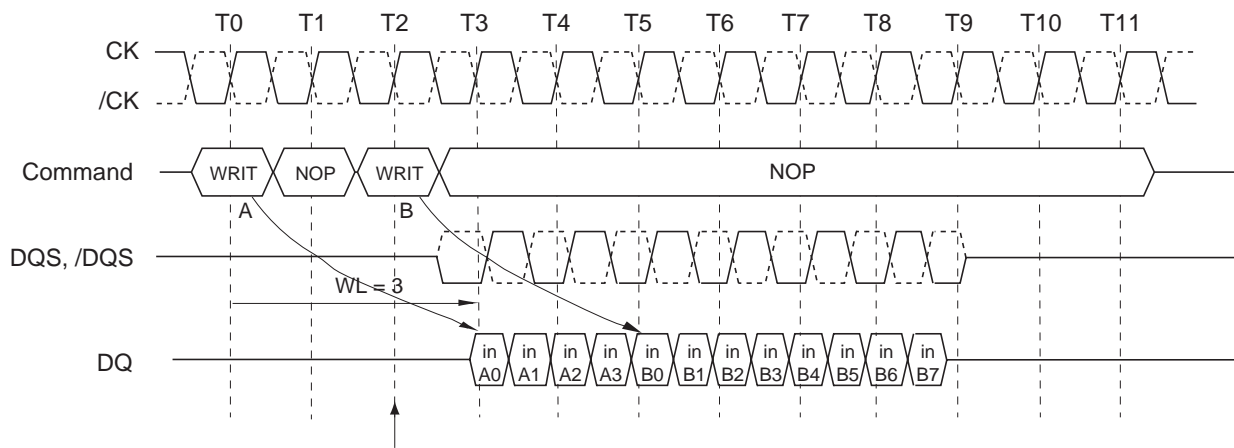 T0 T1 T2 T3 T4 T5 T6 T7 T8 T9 T10 T11
CK
/CK
Command WRIT NOP WRIT NOP
A B
DQS, /DQS
WL = 3
DQ in in in in in in in in in in in in
A0 A1 A2 A3 B0 B1 B2 B3 B4 B5 B6 B7